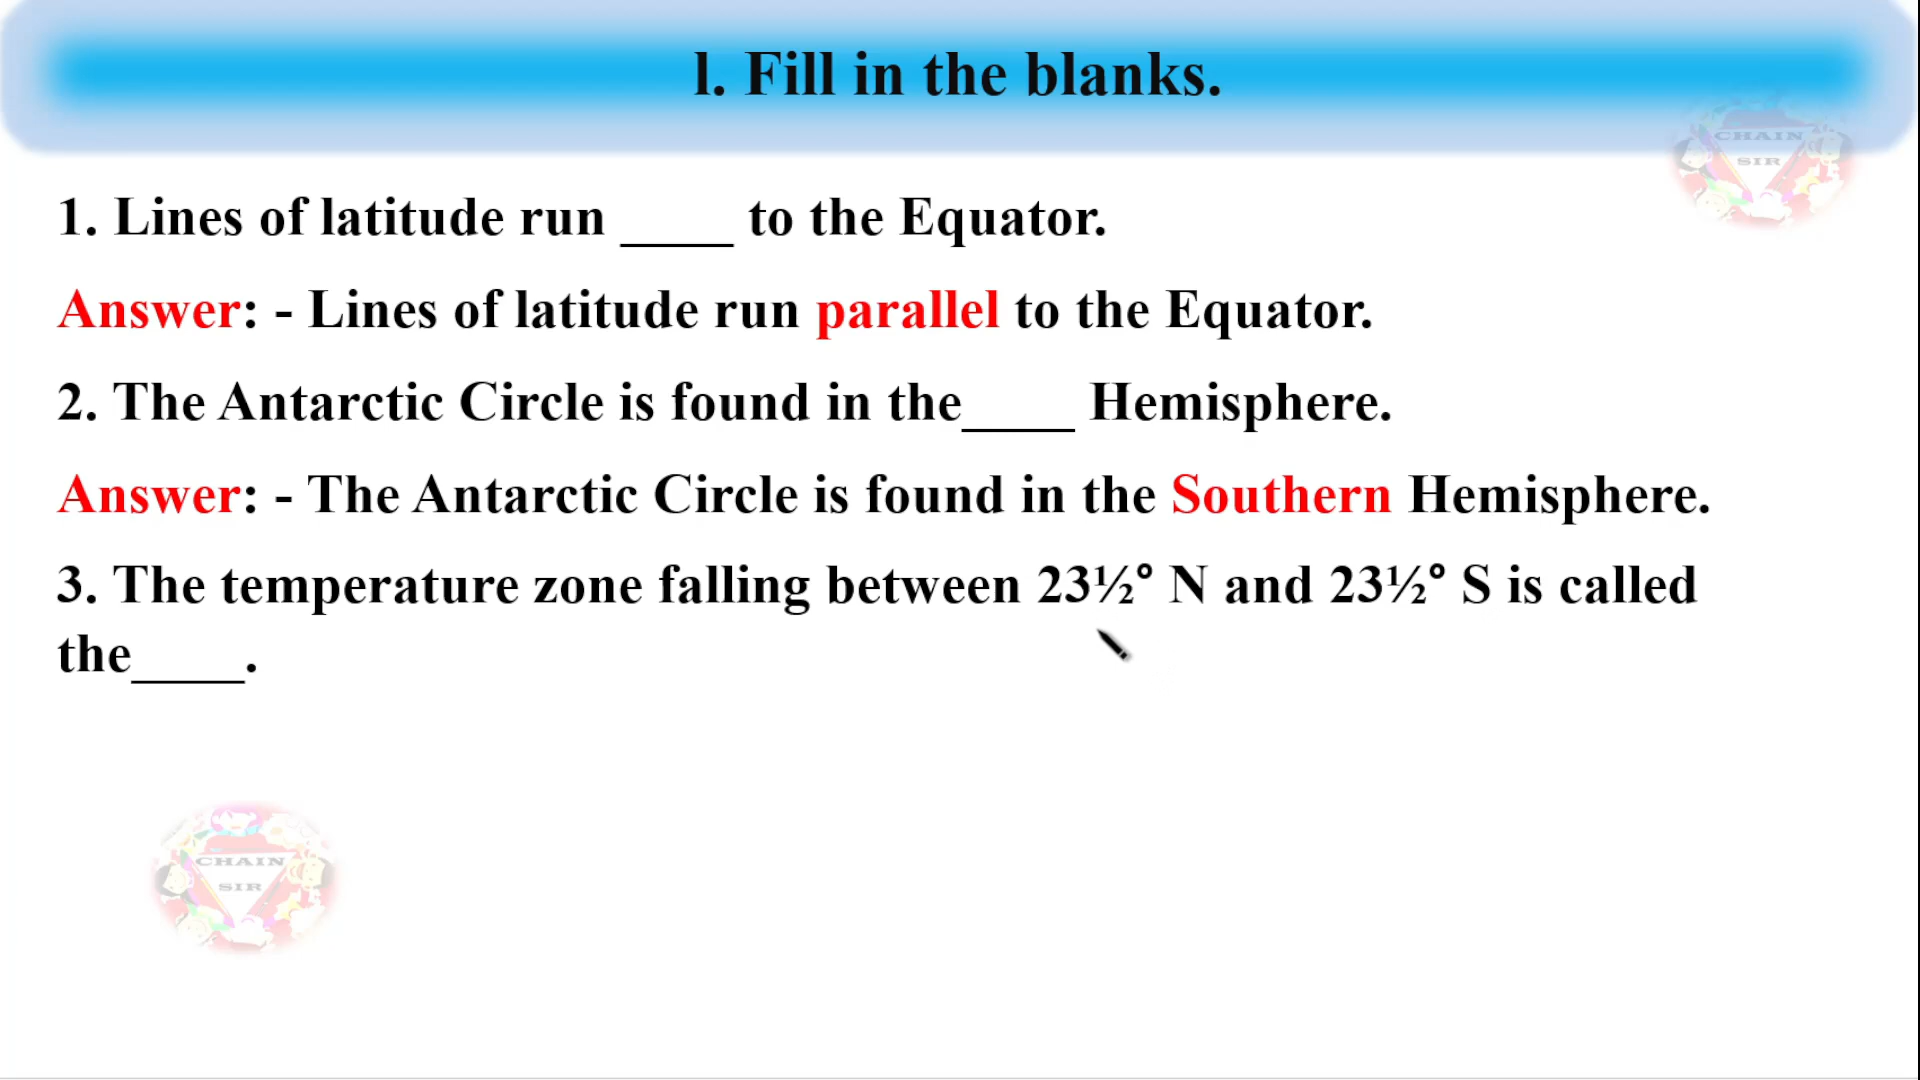 l. Fill in the blanks.
CHAIN
SIR
1. Lines of latitude run ____ to the Equator.
Answer: - Lines of latitude run parallel to the Equator.
2. The Antarctic Circle is found in the____ Hemisphere.
Answer: - The Antarctic Circle is found in the Southern Hemisphere.
3. The temperature zone falling between 23½° N and 23½° S is called
the____.
CHAIN
SIR